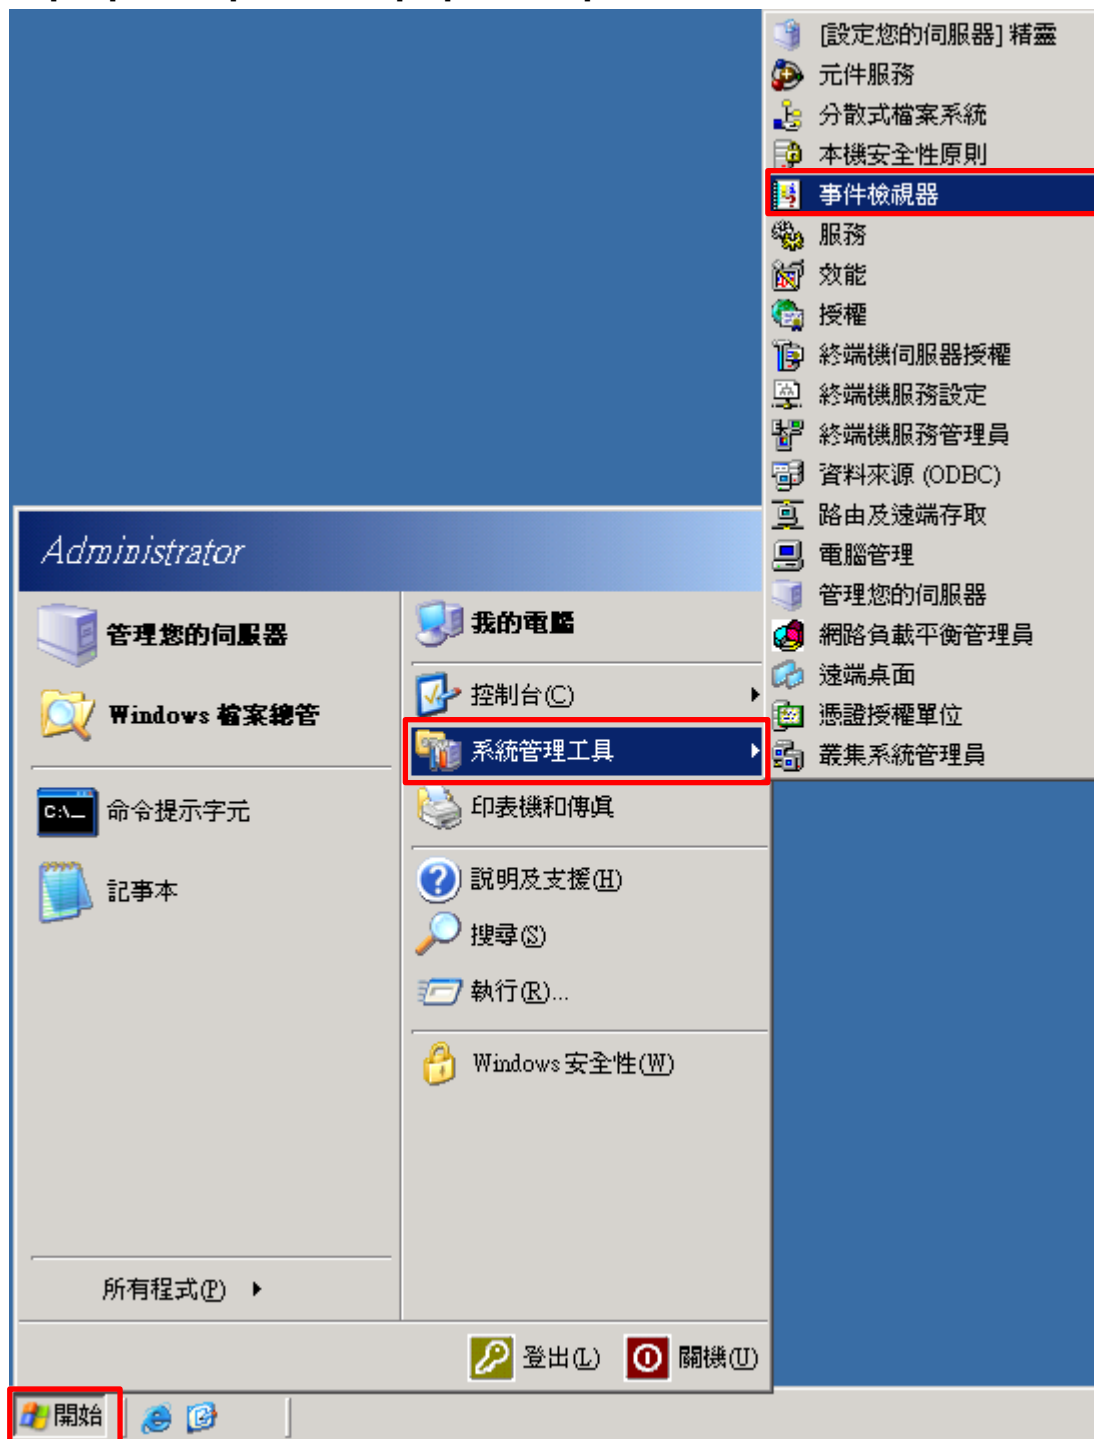 [設定您的伺服器] 精靈
元件服務
分散式檔案系統
本機安全性原則
事件檢視器
服務
效能
授權
終端機伺服器授權
終端機服務設定
終端機服務管理員
資料來源 (ODBC)
路由及遠端存取
電腦管理
管理您的伺服器
網路負載平衡管理員
遠端桌面
憑證授權單位
叢集系統管理員
Administrator
管理您的伺服器
Windows 檔案總管
命令提示字元
C:\_
記事本
所有程式(P)
我的電腦
控制台(C)
系統管理工具
印表機和傳真
說明及支援(H)
搜尋(S)
執行(R)...
Windows 安全性(W)
登出(L)
關機(U)
開始